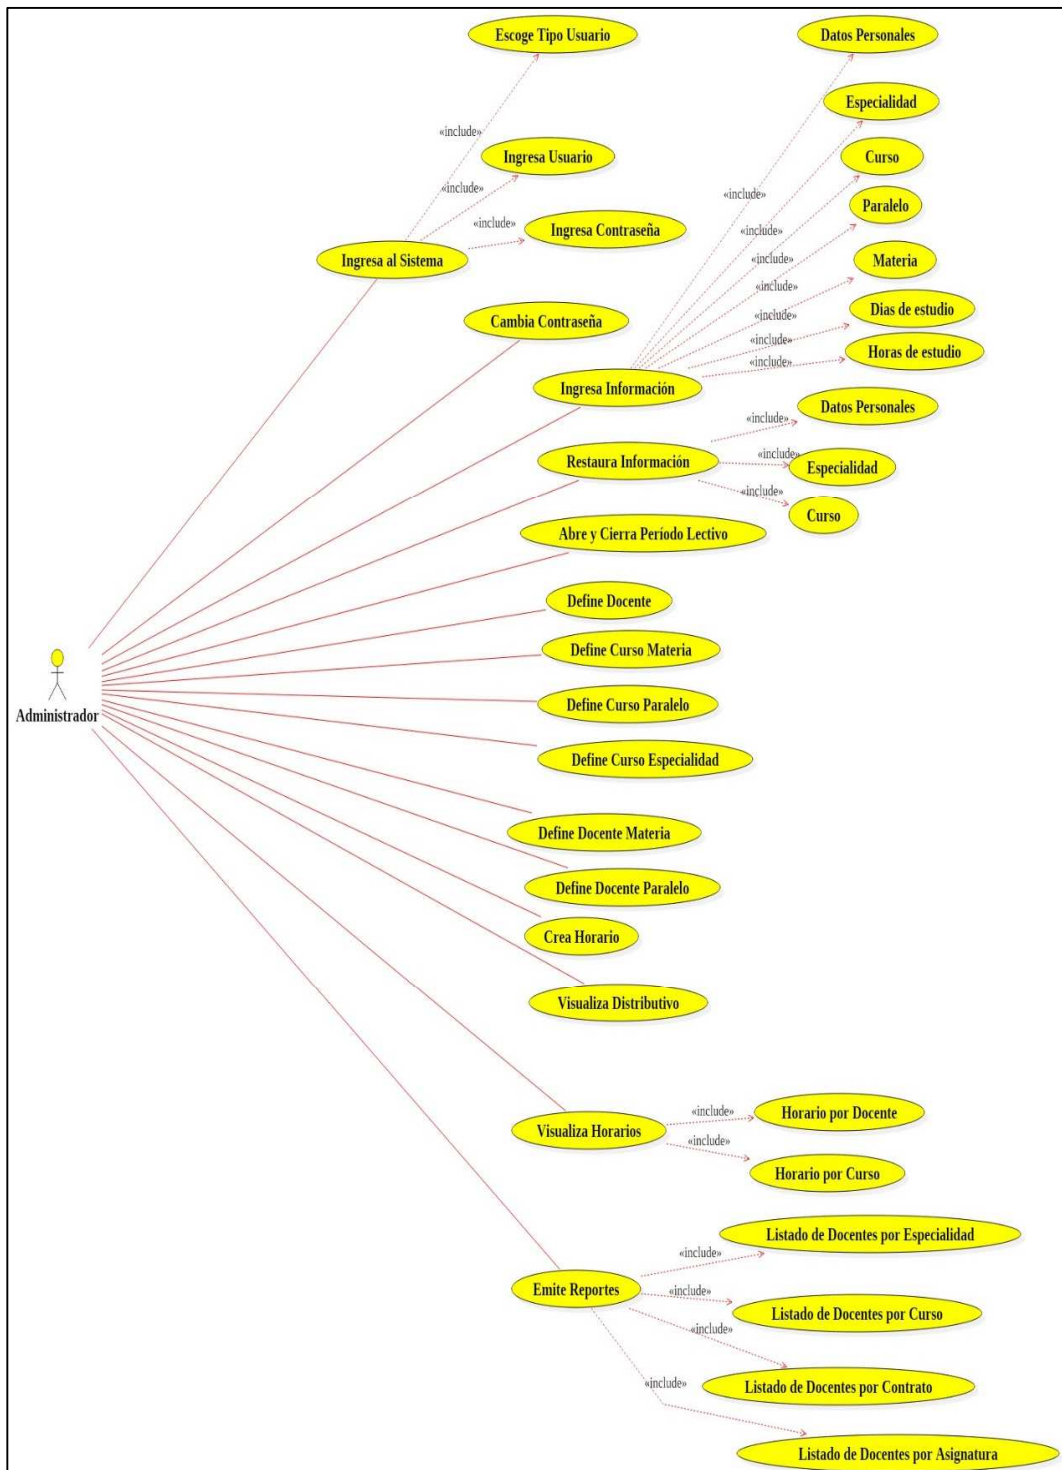 Escoge Tipo Usuario
Datos Personales
Especialidad
«include»
Ingresa Usuario
Curso
«include»
«include»
Paralelo
«include»
Ingresa Contraseña
«include»
Ingresa al Sistema
«include»
Materia
«include»
Dias de estudio
Cambia Contraseña
«include»
«include»
Horas de estudio
«include»
Ingresa Información
Datos Personales
«include»
Restaura Información
«include»
Especialidad
«include»
Curso
Abre y Cierra Período Lectivo
Define Docente
Define Curso Materia
Administrador
Define Curso Paralelo
Define Curso Especialidad
Define Docente Materia
Define Docente Paralelo
Crea Horario
Visualiza Distributivo
«include»
Horario por Docente
Visualiza Horarios
«include»
Horario por Curso
Listado de Docentes por Especialidad
«include»
Emite Reportes
«include»
Listado de Docentes por Curso
«include»
«include»
Listado de Docentes por Contrato
Listado de Docentes por Asignatura